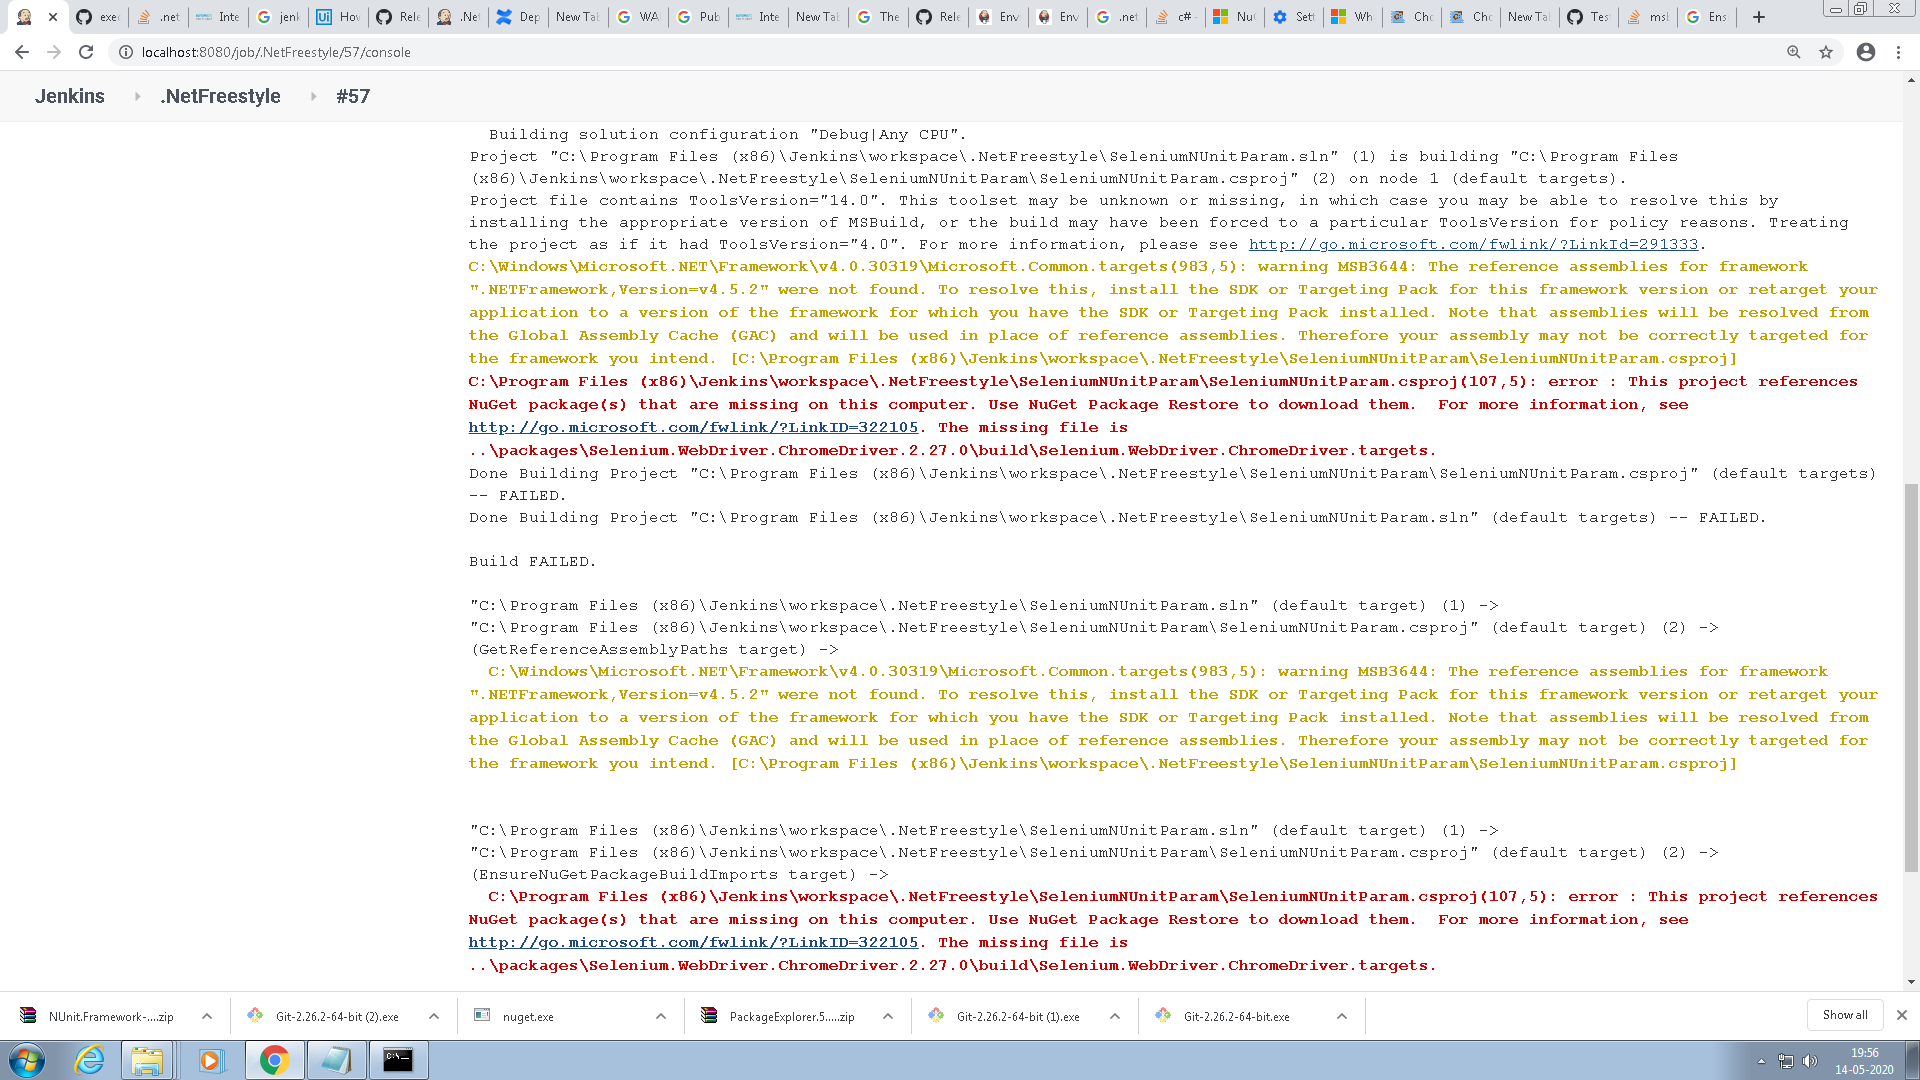 exec
.net
Inte
jenk
Hov
Rele
.Net
Dep
New Tab
WA
Pub
Inte
New Tab
The
Rele
Env
Env
.net
c# -
NuG
Sett
Wh
Cho
Cho
New Tab
Test
msb
Ens
localhost:8080/job/.NetFreestyle/57/console
Jenkins .NetFreestyle #57
Building solution configuration "Debug|Any CPU".
Project "C:\Program Files (x86)\Jenkins\workspace\.NetFreestyle\SeleniumNUnitParam.sln" (1) is building "C:\Program Files
(x86)\Jenkins\workspace\.NetFreestyle\SeleniumNUnitParam\SeleniumNUnitParam.csproj" (2) on node 1 (default targets).
Project file contains ToolsVersion="14.0". This toolset may be unknown or missing, in which case you may be able to resolve this by
installing the appropriate version of MSBuild, or the build may have been forced to a particular ToolsVersion for policy reasons. Treating
the project as if it had ToolsVersion="4.0". For more information, please see http://go.microsoft.com/fwlink/?LinkId=291333.
C:\Windows\Microsoft.NET\Framework\v4.0.30319\Microsoft.Common.targets(983,5): warning MSB3644: The reference assemblies for framework
".NETFramework,Version=v4.5.2" were not found. To resolve this, install the SDK or Targeting Pack for this framework version or retarget your
application to a version of the framework for which you have the SDK or Targeting Pack installed. Note that assemblies will be resolved from
the Global Assembly Cache (GAC) and will be used in place of reference assemblies. Therefore your assembly may not be correctly targeted for
the framework you intend. [C:\Program Files (x86)\Jenkins\workspace\.NetFreestyle\SeleniumNUnitParam\SeleniumNUnitParam.csproj]
C:\Program Files (x86)\Jenkins\workspace\.NetFreestyle\SeleniumNUnitParam\SeleniumNUnitParam.csproj(107,5): error : This project references
NuGet package(s) that are missing on this computer. Use NuGet Package Restore to download them.  For more information, see
http://go.microsoft.com/fwlink/?LinkID=322105. The missing file is
..\packages\Selenium.WebDriver.ChromeDriver.2.27.0\build\Selenium.WebDriver.ChromeDriver.targets.
Done Building Project "C:\Program Files (x86)\Jenkins\workspace\.NetFreestyle\SeleniumNUnitParam\SeleniumNUnitParam.csproj" (default targets)
-- FAILED.
Done Building Project "C:\Program Files (x86)\Jenkins\workspace\.NetFreestyle\SeleniumNUnitParam.sln" (default targets) -- FAILED.
Build FAILED.
"C:\Program Files (x86)\Jenkins\workspace\.NetFreestyle\SeleniumNUnitParam.sln" (default target) (1) ->
"C:\Program Files (x86)\Jenkins\workspace\.NetFreestyle\SeleniumNUnitParam\SeleniumNUnitParam.csproj" (default target) (2) ->
(GetReferenceAssemblyPaths target) ->
C:\Windows\Microsoft.NET\Framework\v4.0.30319\Microsoft.Common.targets(983,5): warning MSB3644: The reference assemblies for framework
".NETFramework,Version=v4.5.2" were not found. To resolve this, install the SDK or Targeting Pack for this framework version or retarget your
application to a version of the framework for which you have the SDK or Targeting Pack installed. Note that assemblies will be resolved from
the Global Assembly Cache (GAC) and will be used in place of reference assemblies. Therefore your assembly may not be correctly targeted for
the framework you intend. [C:\Program Files (x86)\Jenkins\workspace\.NetFreestyle\SeleniumNUnitParam\SeleniumNUnitParam.csproj]
"C:\Program Files (x86)\Jenkins\workspace\.NetFreestyle\SeleniumNUnitParam.sln" (default target) (1) ->
"C:\Program Files (x86)\Jenkins\workspace\.NetFreestyle\SeleniumNUnitParam\SeleniumNUnitParam.csproj" (default target) (2) ->
(EnsureNuGetPackageBuildImports target) ->
C:\Program Files (x86)\Jenkins\workspace\.NetFreestyle\SeleniumNUnitParam\SeleniumNUnitParam.csproj(107,5): error : This project references
NuGet package(s) that are missing on this computer. Use NuGet Package Restore to download them.  For more information, see
http://go.microsoft.com/fwlink/?LinkID=322105. The missing file is
..\packages\Selenium.WebDriver.ChromeDriver.2.27.0\build\Selenium.WebDriver.ChromeDriver.targets.
NUnit.Framework-....zip
Git-2.26.2-64-bit (2).exe
nuget.exe
PackageExplorer.5.....zip
Git-2.26.2-64-bit (1).exe
Git-2.26.2-64-bit.exe
Show all
19:56
14-05-2020